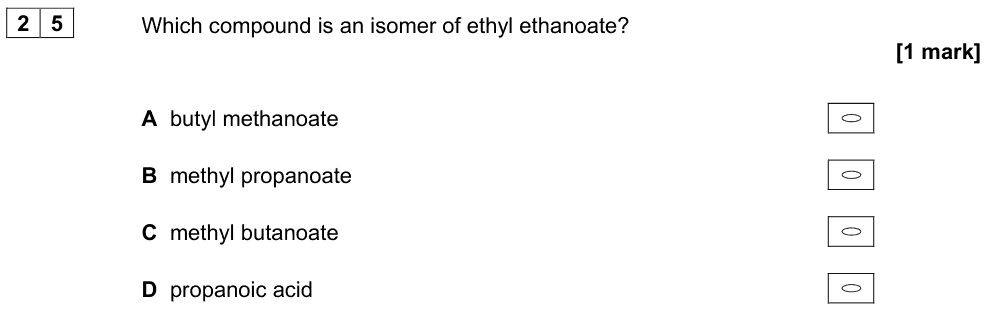 2 5 Which compound is an isomer of ethyl ethanoate?
[1 mark]
A butyl methanoate
B methyl propanoate
C methyl butanoate
D propanoic acid